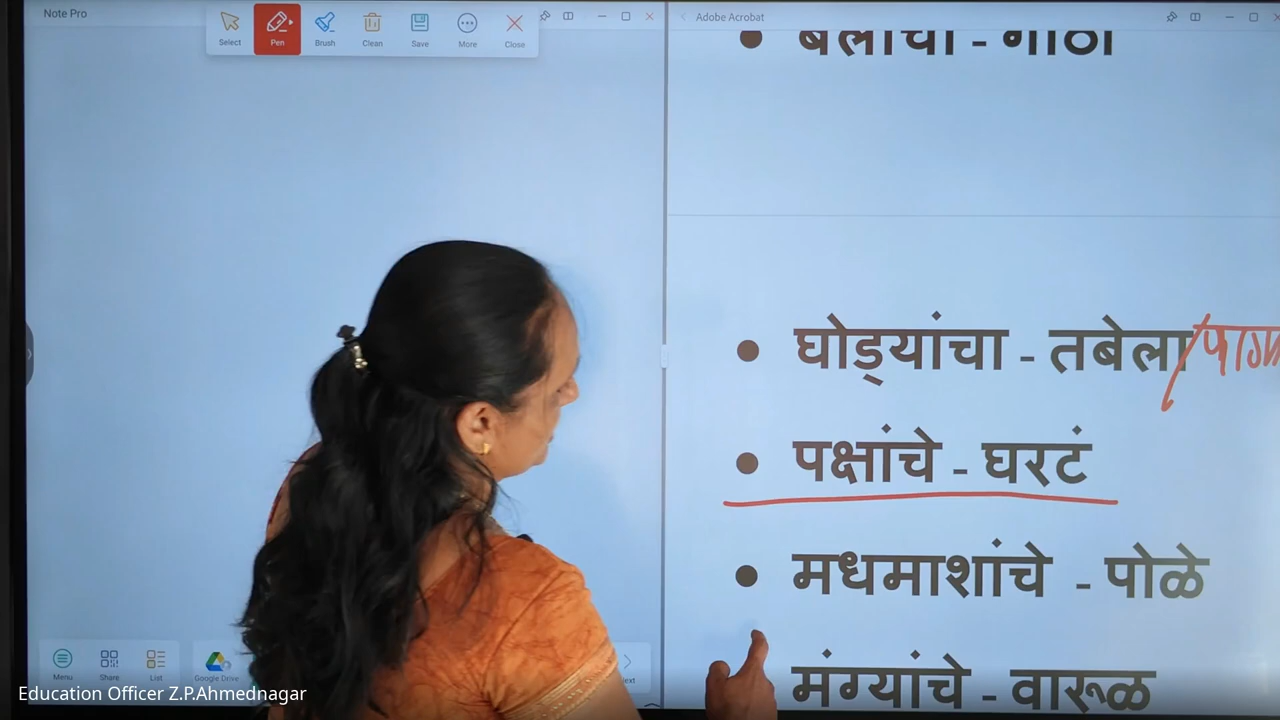 Note Pro
Select
Pen
Brush
Clean
Save
More
Close
Adobe Acrobat
घोड्यांचा - तबेला
पक्षांचे - घरटं
मधमाशांचे - पोळे
मंग्यांचे - वारूळ
Menu
Share
List
Google Drive
Education Officer Z.P.Ahmednagar